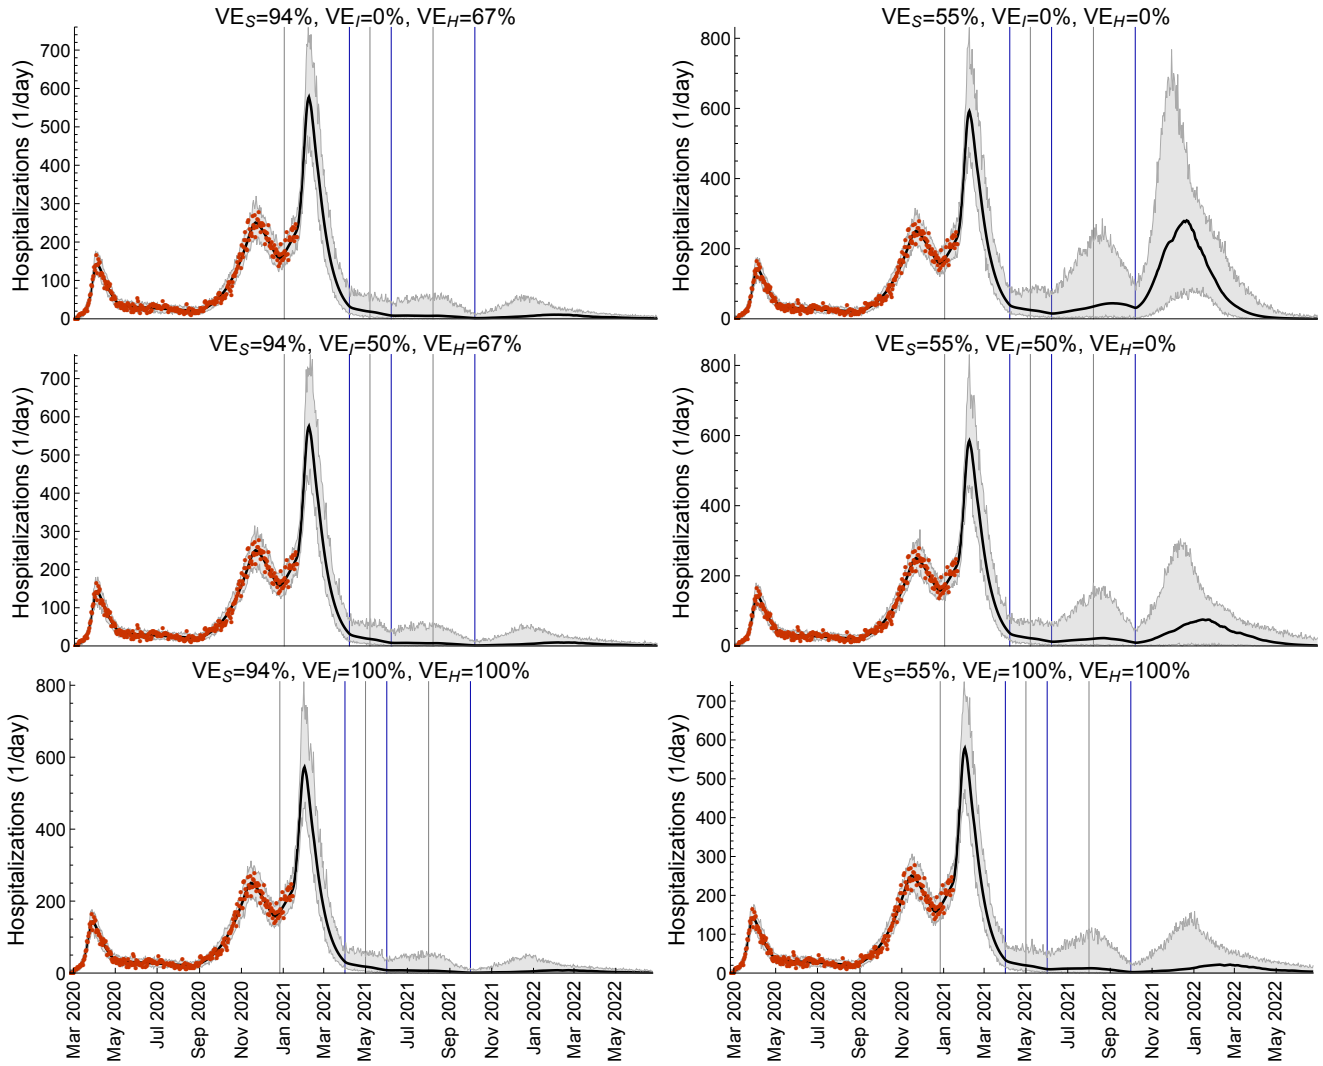 VE_S=94%, VE_I=0%, VE_H=67%
Hospitalizations (1/day)
700
600
500
400
300
200
100
0
VE_S=55%, VE_I=0%, VE_H=0%
Hospitalizations (1/day)
800
600
400
200
0
VE_S=94%, VE_I=50%, VE_H=67%
Hospitalizations (1/day)
700
600
500
400
300
200
100
0
VE_S=55%, VE_I=50%, VE_H=0%
Hospitalizations (1/day)
800
600
400
200
0
VE_S=94%, VE_I=100%, VE_H=100%
Hospitalizations (1/day)
800
600
400
200
0
Mar 2020
May 2020
Jul 2020
Sep 2020
Nov 2020
Jan 2021
Mar 2021
May 2021
Jul 2021
Sep 2021
Nov 2021
Jan 2022
Mar 2022
May 2022
VE_S=55%, VE_I=100%, VE_H=100%
Hospitalizations (1/day)
700
600
500
400
300
200
100
0
Mar 2020
May 2020
Jul 2020
Sep 2020
Nov 2020
Jan 2021
Mar 2021
May 2021
Jul 2021
Sep 2021
Nov 2021
Jan 2022
Mar 2022
May 2022